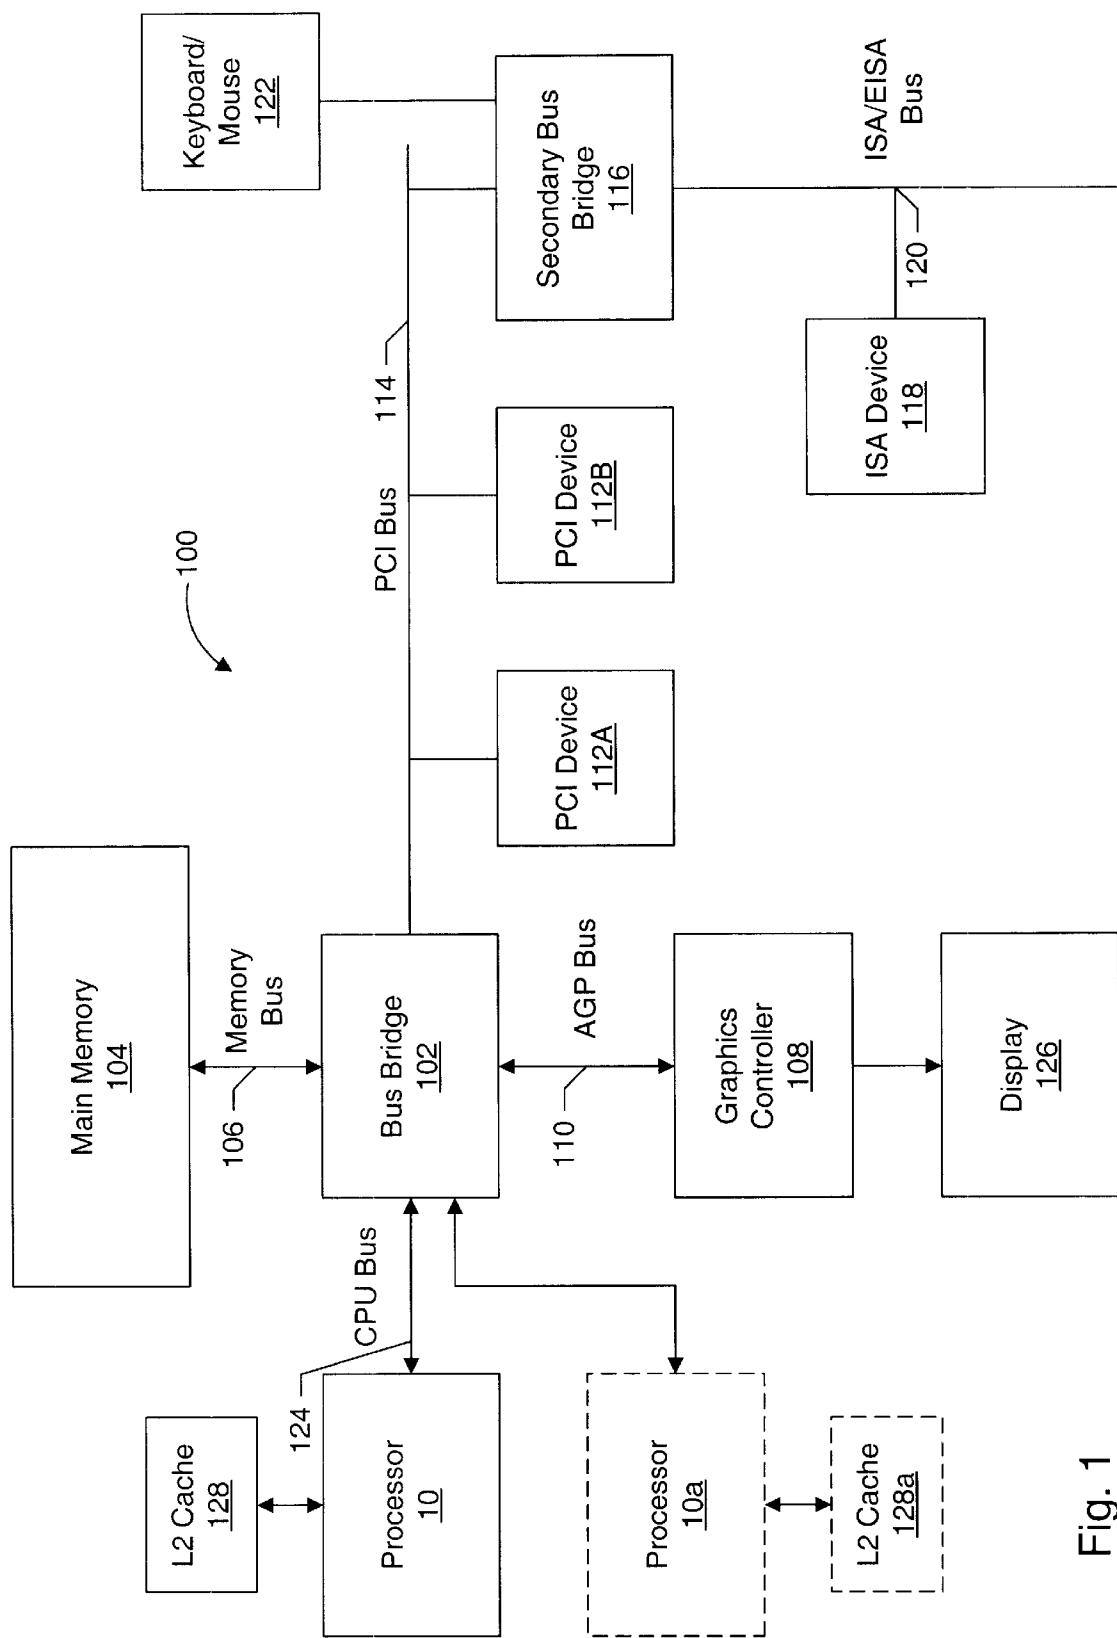 L2 Cache
128
124
Processor
10
CPU Bus
Processor
10a
L2 Cache
128a
Main Memory
104
106
Memory
Bus
Bus Bridge
102
110
AGP Bus
Graphics
Controller
108
Display
126
100
PCI Bus
114
PCI Device
112A
PCI Device
112B
Keyboard/
Mouse
122
Secondary Bus
Bridge
116
ISA Device
118
120
ISA/EISA
Bus
Fig. 1